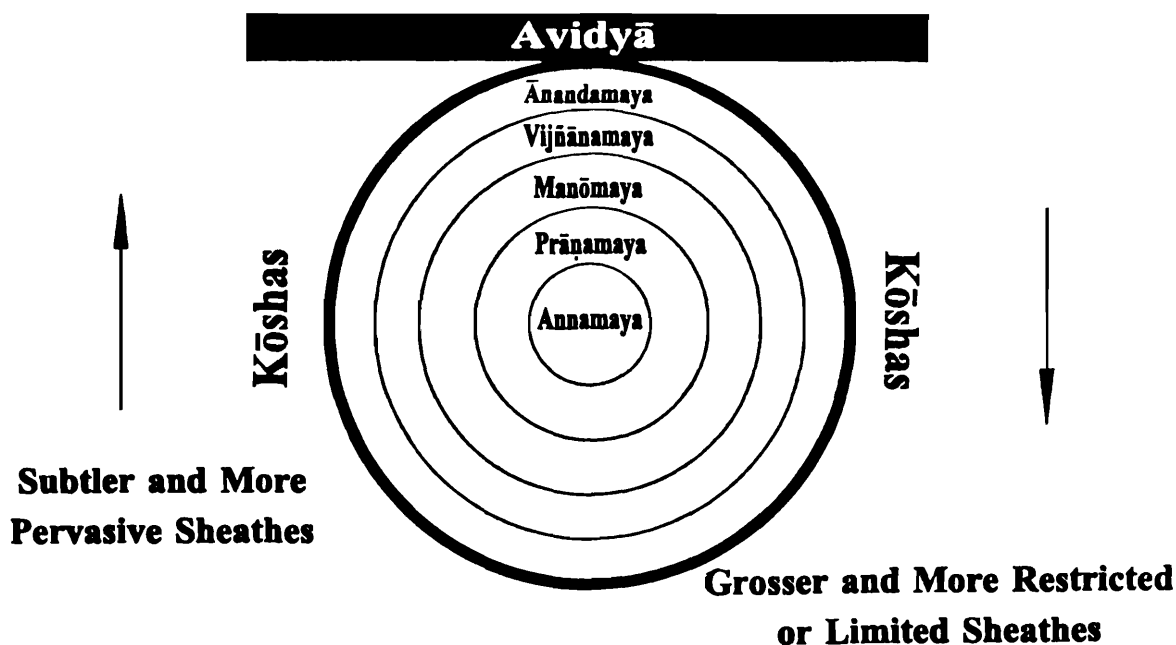 Avidyā
Ānandamaya
Vijñānamaya
Manōmaya
Prāṇamaya
Annamaya
Kōshas
Kōshas
Subtler and More
Pervasive Sheathes
Grosser and More Restricted
or Limited Sheathes